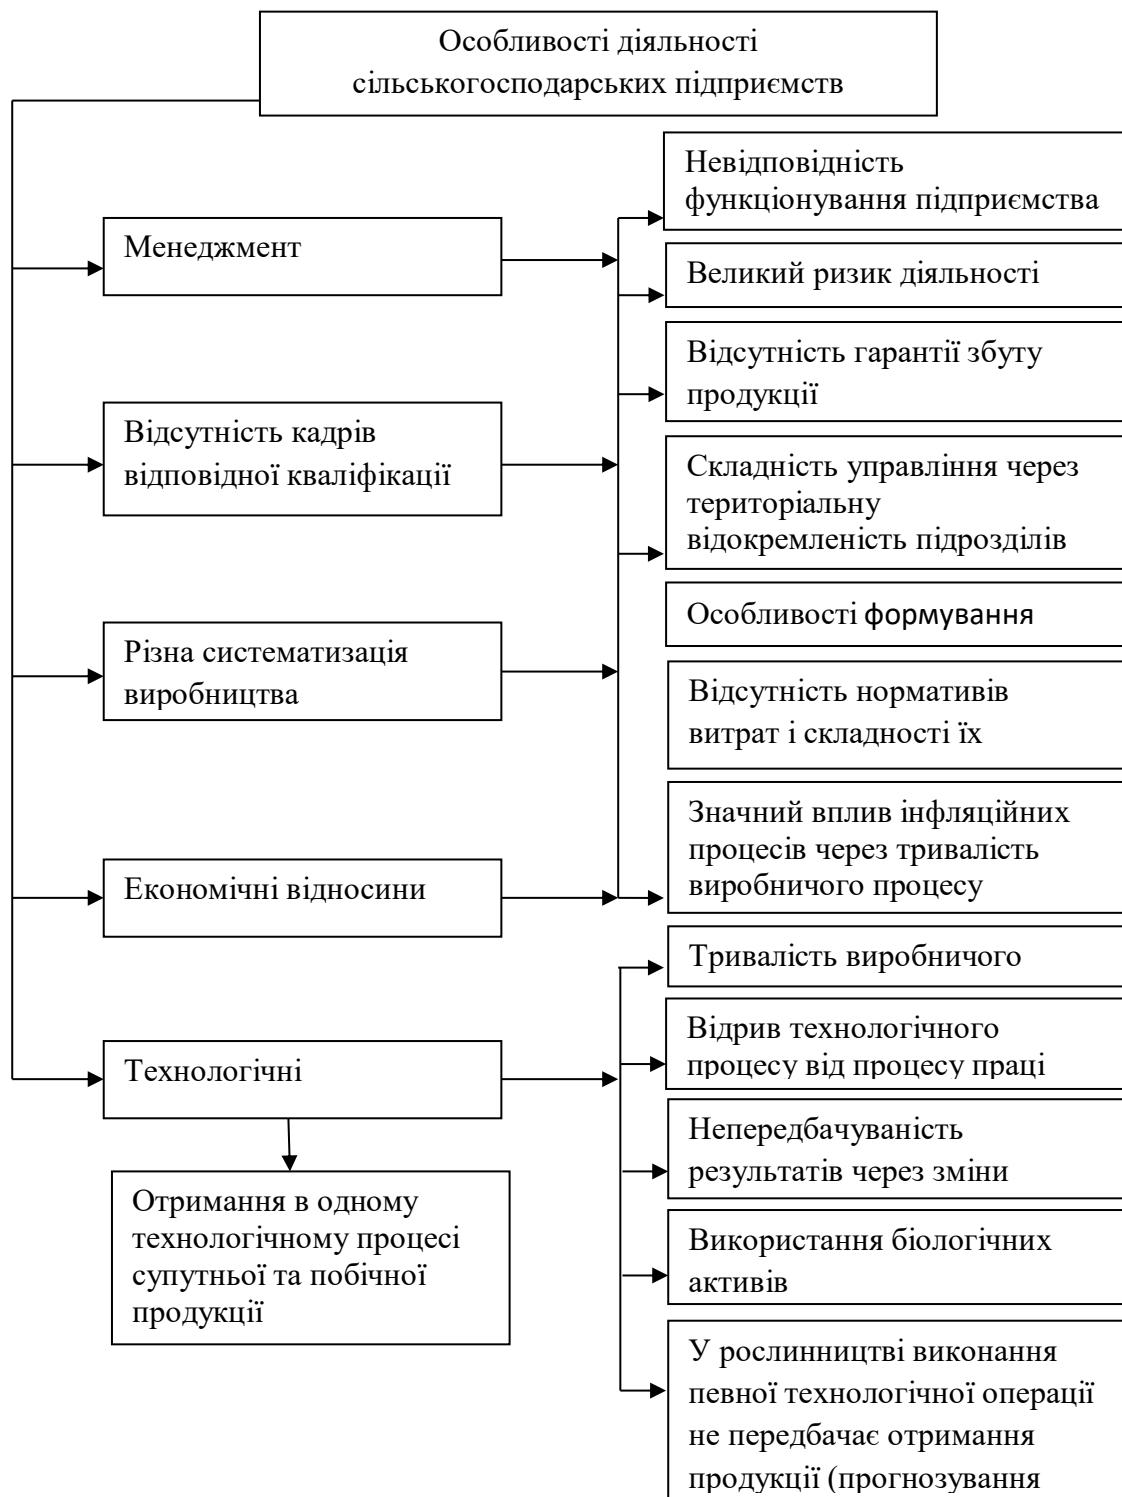 Особливості діяльності
сільськогосподарських підприємств
Менеджмент
Відсутність кадрів
відповідної кваліфікації
Різна систематизація
виробництва
Економічні відносини
Технологічні
Отримання в одному
технологічному процесі
супутньої та побічної
продукції
Невідповідність
функціонування підприємства
Великий ризик діяльності
Відсутність гарантії збуту
продукції
Складність управління через
територіальну
відокремленість підрозділів
Особливості формування
Відсутність нормативів
витрат і складності їх
Значний вплив інфляційних
процесів через тривалість
виробничого процесу
Тривалість виробничого
Відрив технологічного
процесу від процесу праці
Непередбачуваність
результатів через зміни
Використання біологічних
активів
У рослинництві виконання
певної технологічної операції
не передбачає отримання
продукції (прогнозування